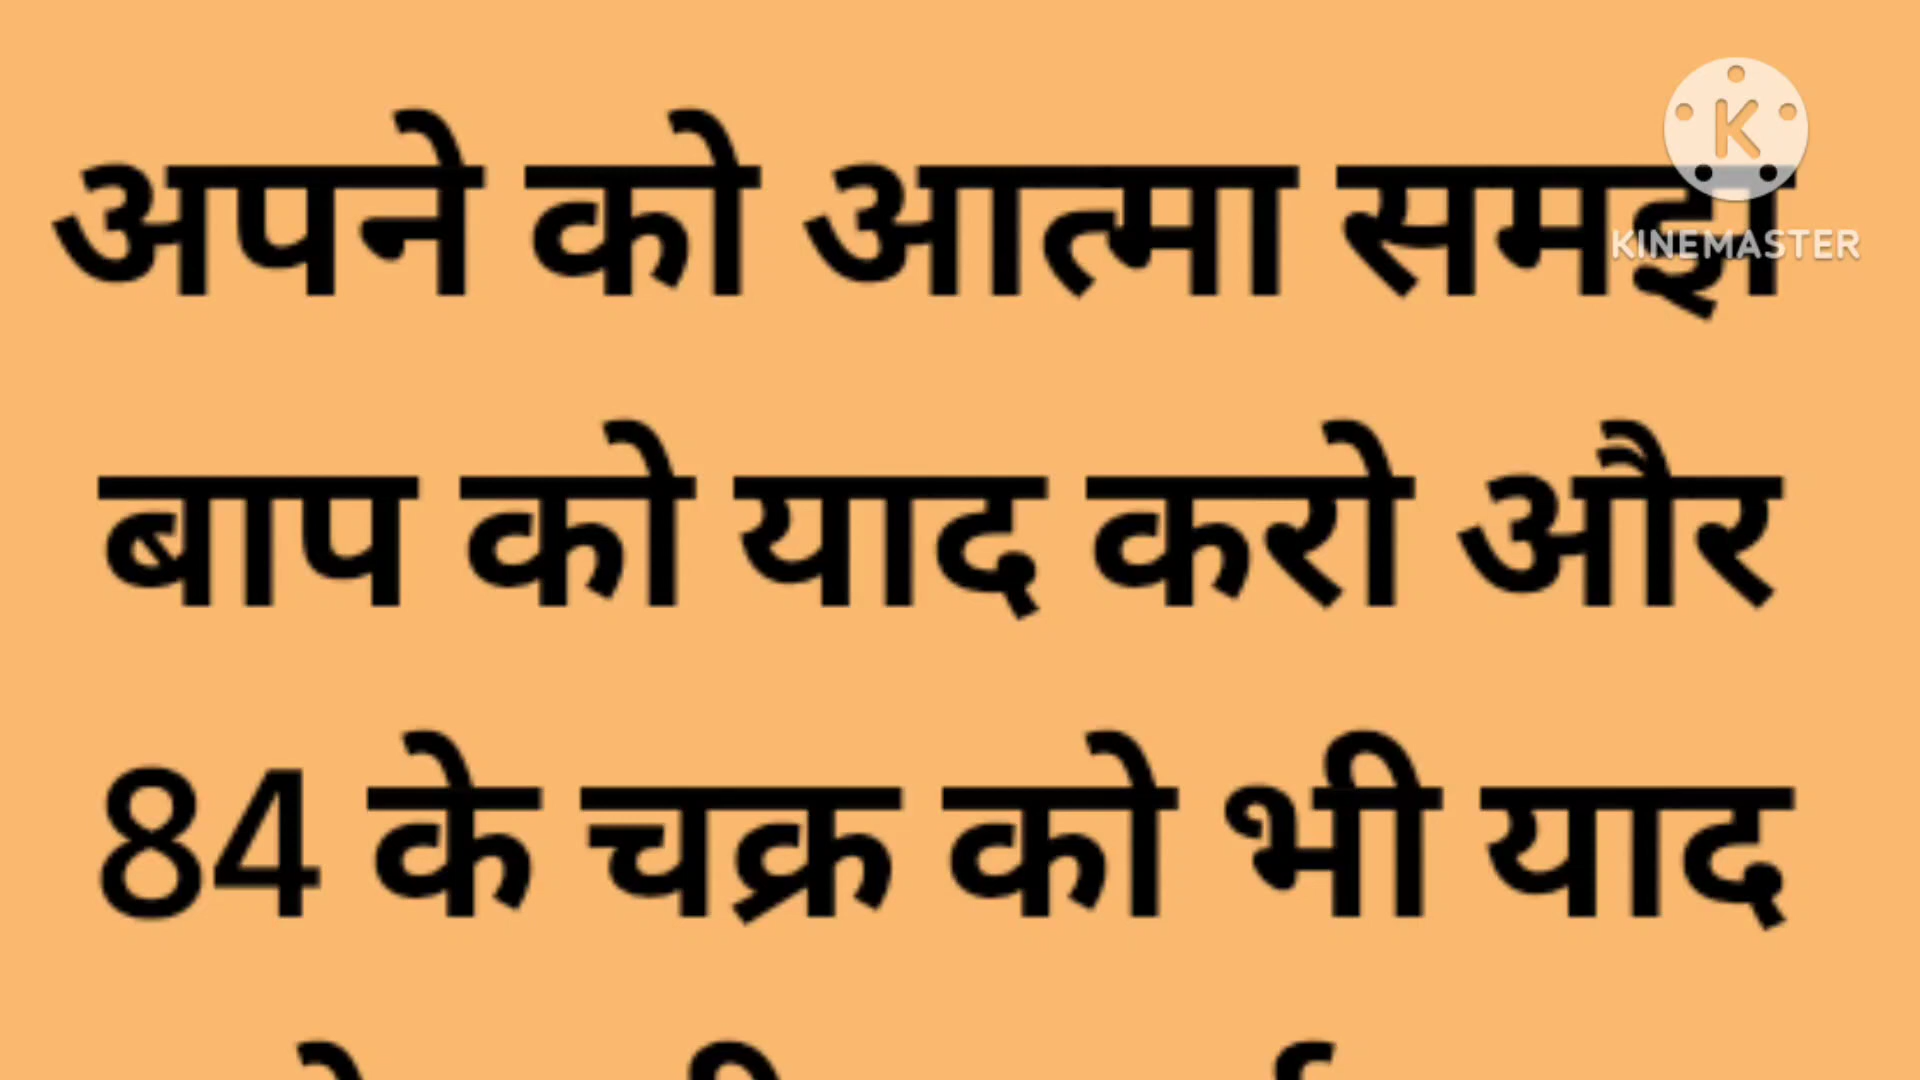 अपने को आत्मा समझ
K
KINEMASTER
बाप को याद करो और
84 के चक्र को भी याद